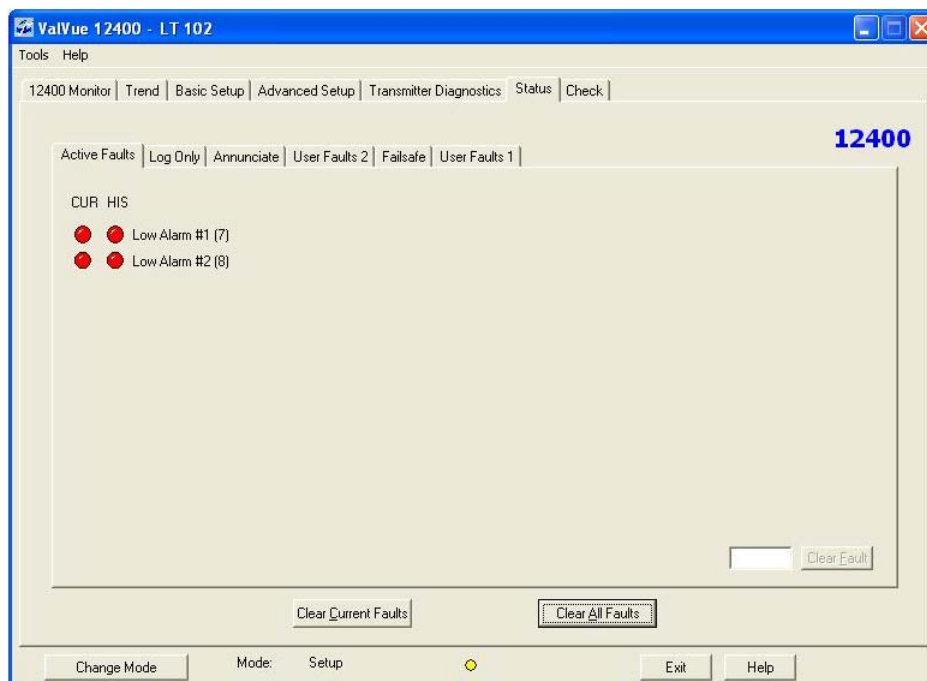 ValVue 12400 - LT 102
Tools Help
12400 Monitor Trend Basic Setup Advanced Setup Transmitter Diagnostics Status Check
12400
Active Faults Log Only Annunciate User Faults 2 Failsafe User Faults 1
CUR HIS
Low Alarm #1 (7)
Low Alarm #2 (8)
Clear Fault
Clear Current Faults Clear All Faults
Change Mode Mode: Setup Exit Help